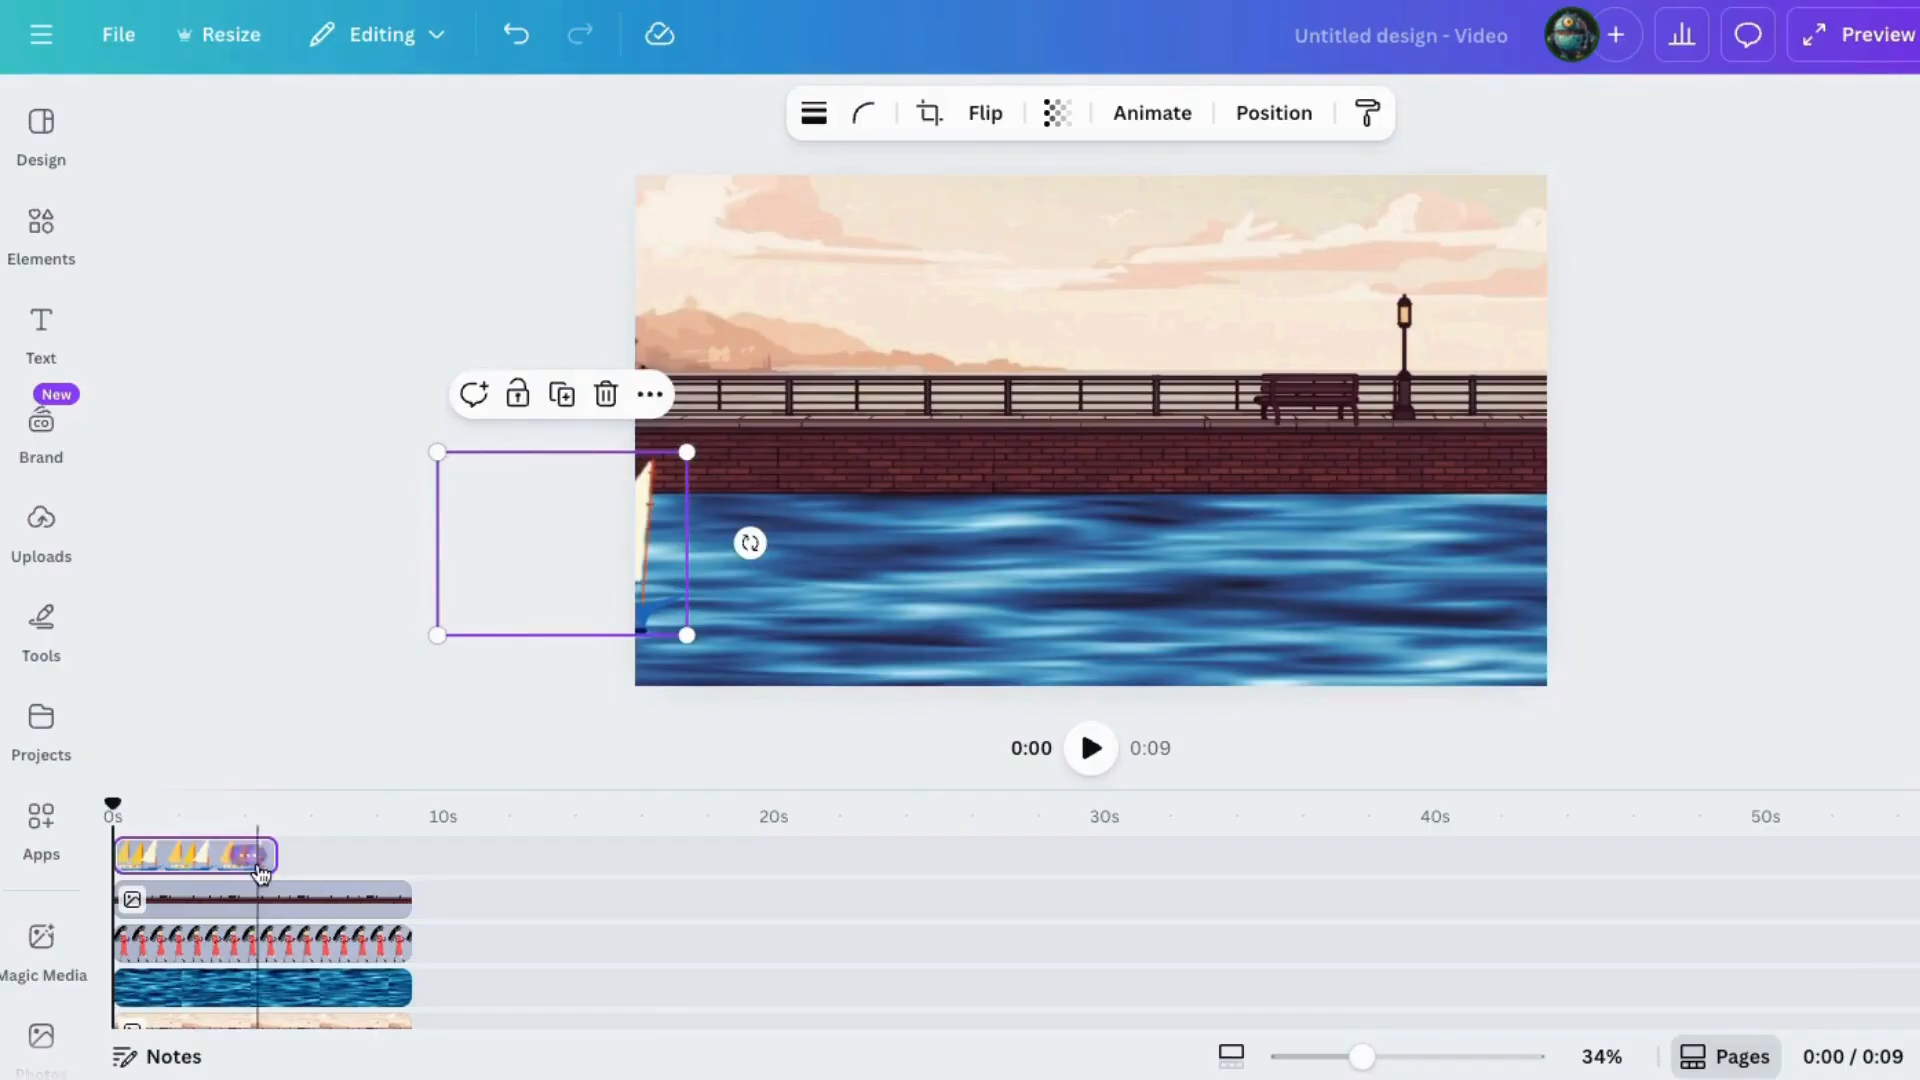 File
Resize
Editing
Untitled design - Video
Preview
Flip
Animate
Position
Design
Elements
Text
New
CO
Brand
Uploads
Tools
Projects
Apps
Magic Media
Photos
0:00
0:09
0s
10s
20s
30s
40s
50s
Notes
34%
Pages
0:00 / 0:09